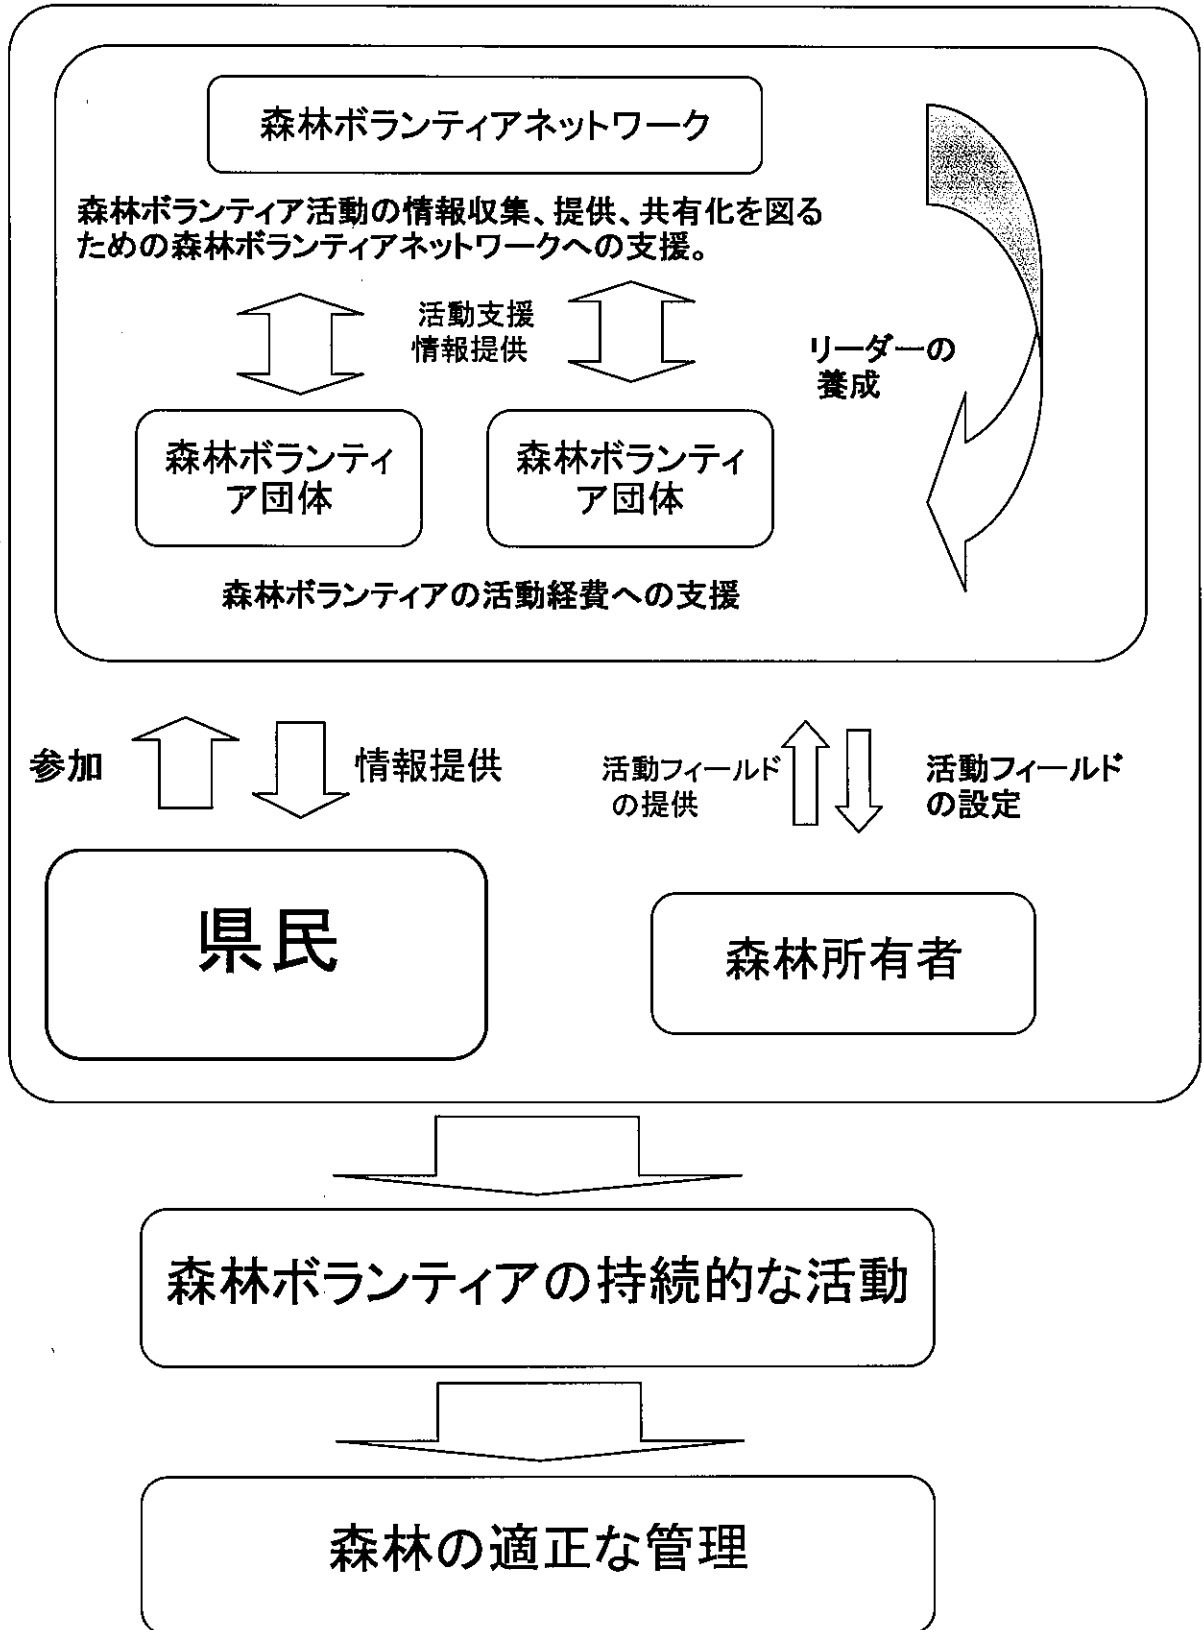 森林ボランティアネットワーク
森林ボランティア活動の情報収集、提供、共有化を図る
ための森林ボランティアネットワークへの支援。
活動支援
情報提供
リーダーの
養成
森林ボランティ
ア団体
森林ボランティ
ア団体
森林ボランティアの活動経費への支援
参加
情報提供
活動フィールド
の提供
活動フィールド
の設定
県民
森林所有者
森林ボランティアの持続的な活動
森林の適正な管理